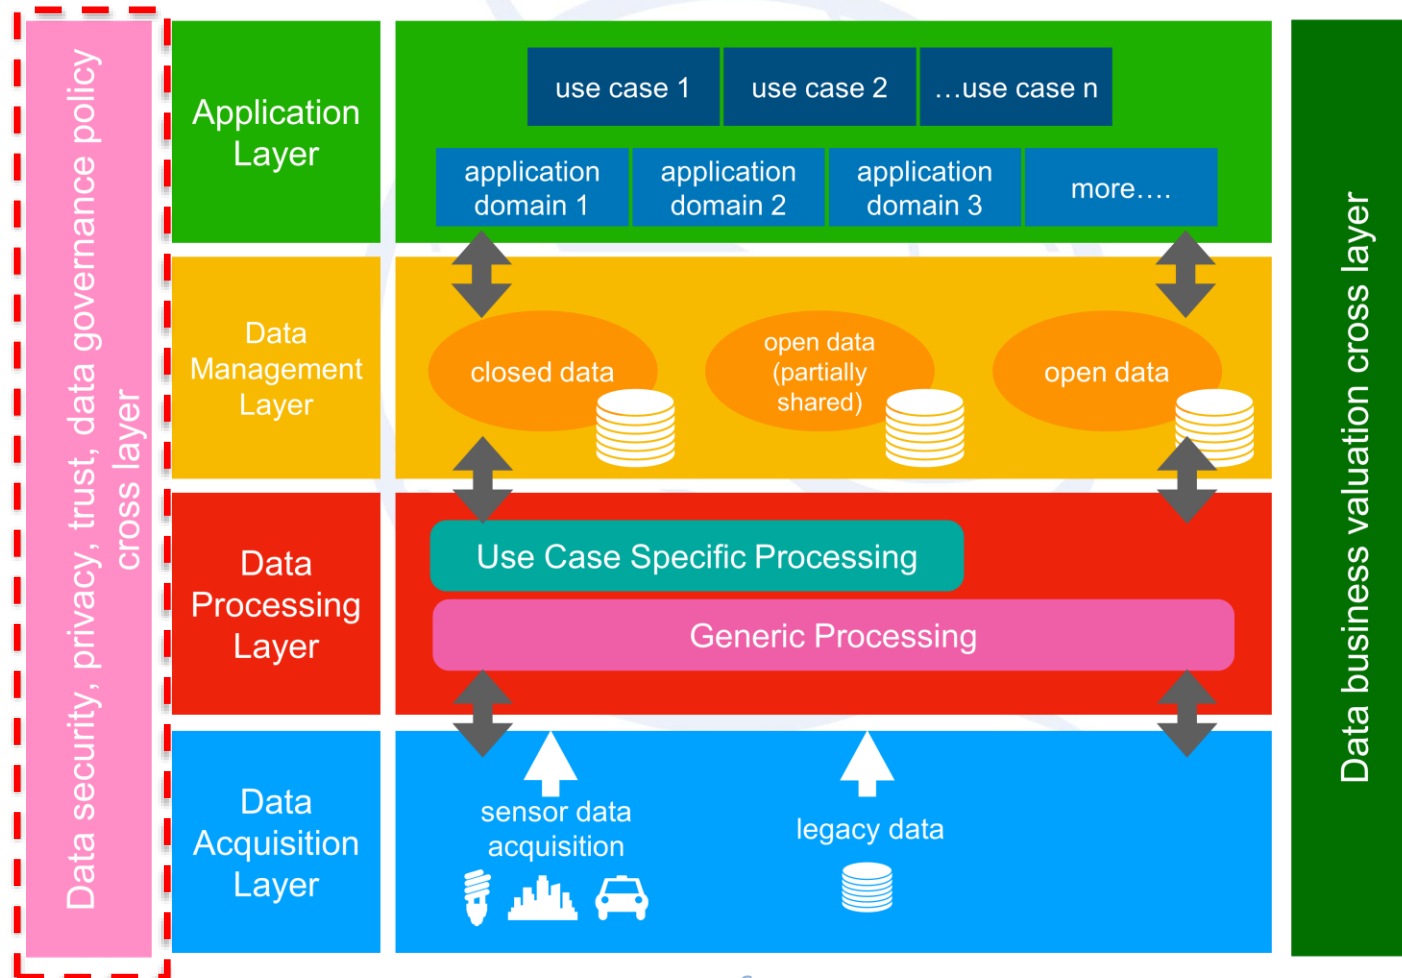 Data security, privacy, trust, data governance policy
cross layer
Application
Layer
use case 1
use case 2
...use case n
application
domain 1
application
domain 2
application
domain 3
more....
Data
Management
Layer
closed data
open data
(partially
shared)
open data
Data
Processing
Layer
Use Case Specific Processing
Generic Processing
Data
Acquisition
Layer
sensor data
acquisition
legacy data
Data business valuation cross layer